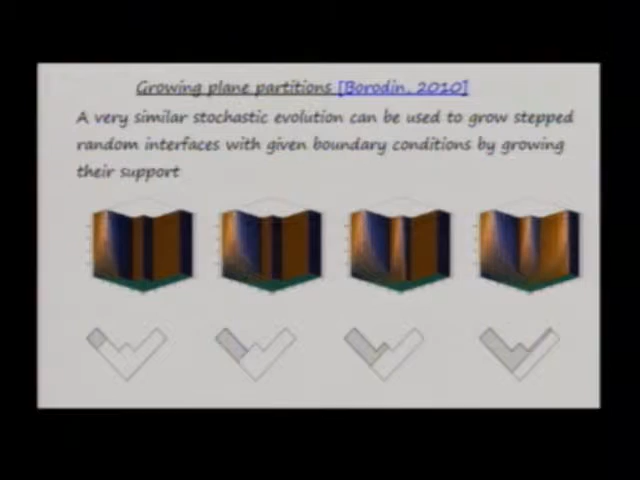 Growing plane partitions [Borodin, 2010]
A very similar stochastic evolution can be used to grow stepped
random interfaces with given boundary conditions by growing
their support